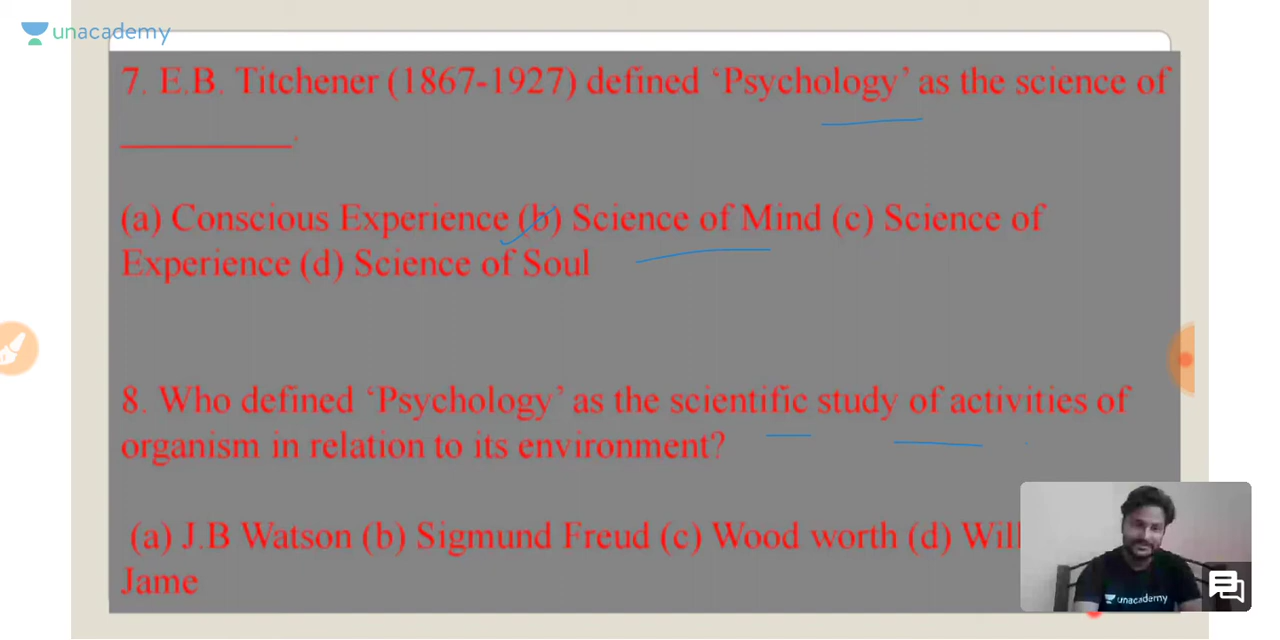 unacademy
7. E.B. Titchener (1867-1927) defined ‘Psychology’ as the science of
____________.
(a) Conscious Experience (b) Science of Mind (c) Science of
Experience (d) Science of Soul
8. Who defined ‘Psychology’ as the scientific study of activities of
organism in relation to its environment?
(a) J.B Watson (b) Sigmund Freud (c) Wood worth (d) Will
Jame
unacademy